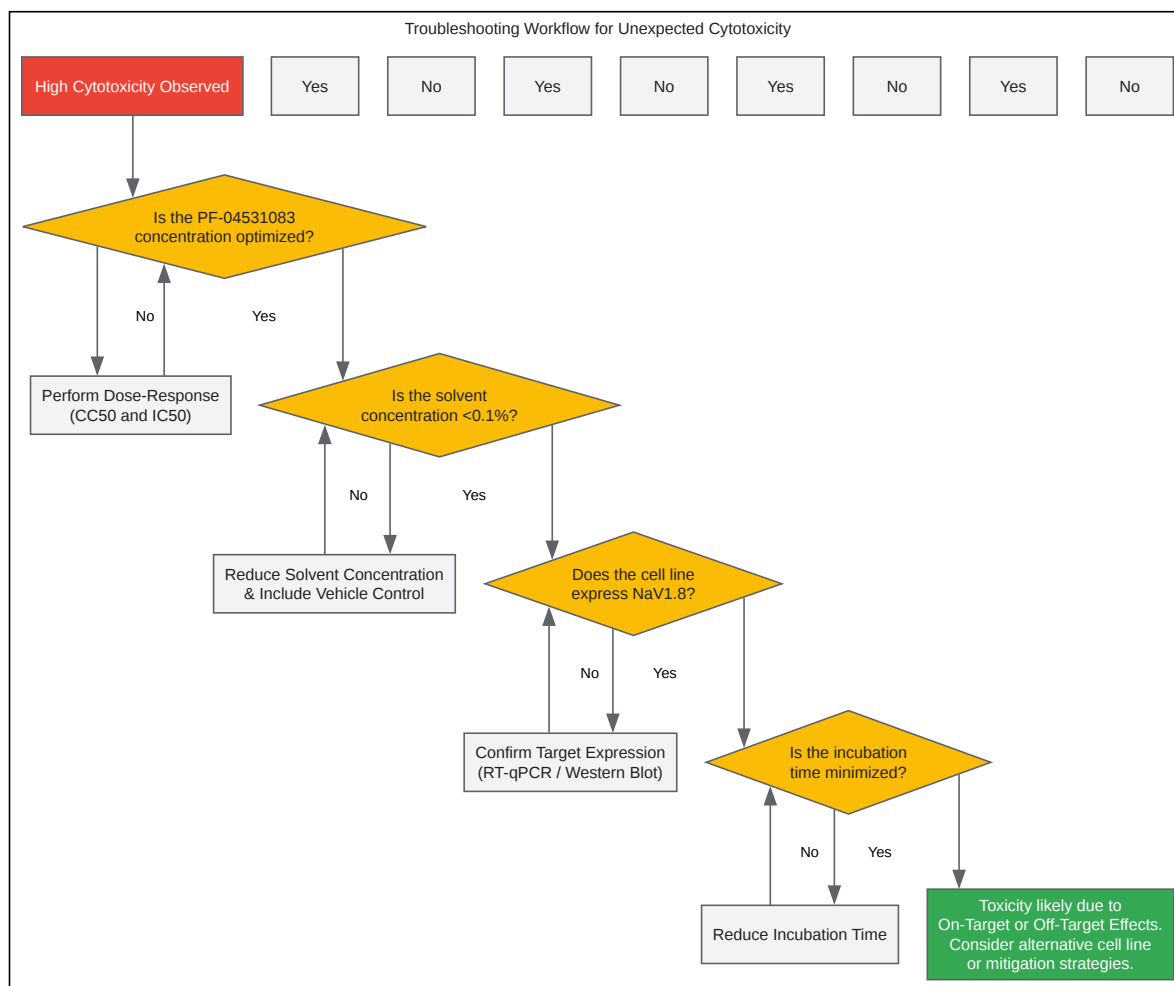 Troubleshooting Workflow for Unexpected Cytotoxicity
High Cytotoxicity Observed
Yes
No
Yes
No
Yes
No
Yes
No
Is the PF-04531083
concentration optimized?
No
Yes
Perform Dose-Response
(CC50 and IC50)
Is the solvent
concentration <0.1%?
No
Yes
Reduce Solvent Concentration
& Include Vehicle Control
Does the cell line
express NaV1.8?
No
Yes
Confirm Target Expression
(RT-qPCR / Western Blot)
Is the incubation
time minimized?
No
Yes
Reduce Incubation Time
Toxicity likely due to
On-Target or Off-Target Effects.
Consider alternative cell line
or mitigation strategies.